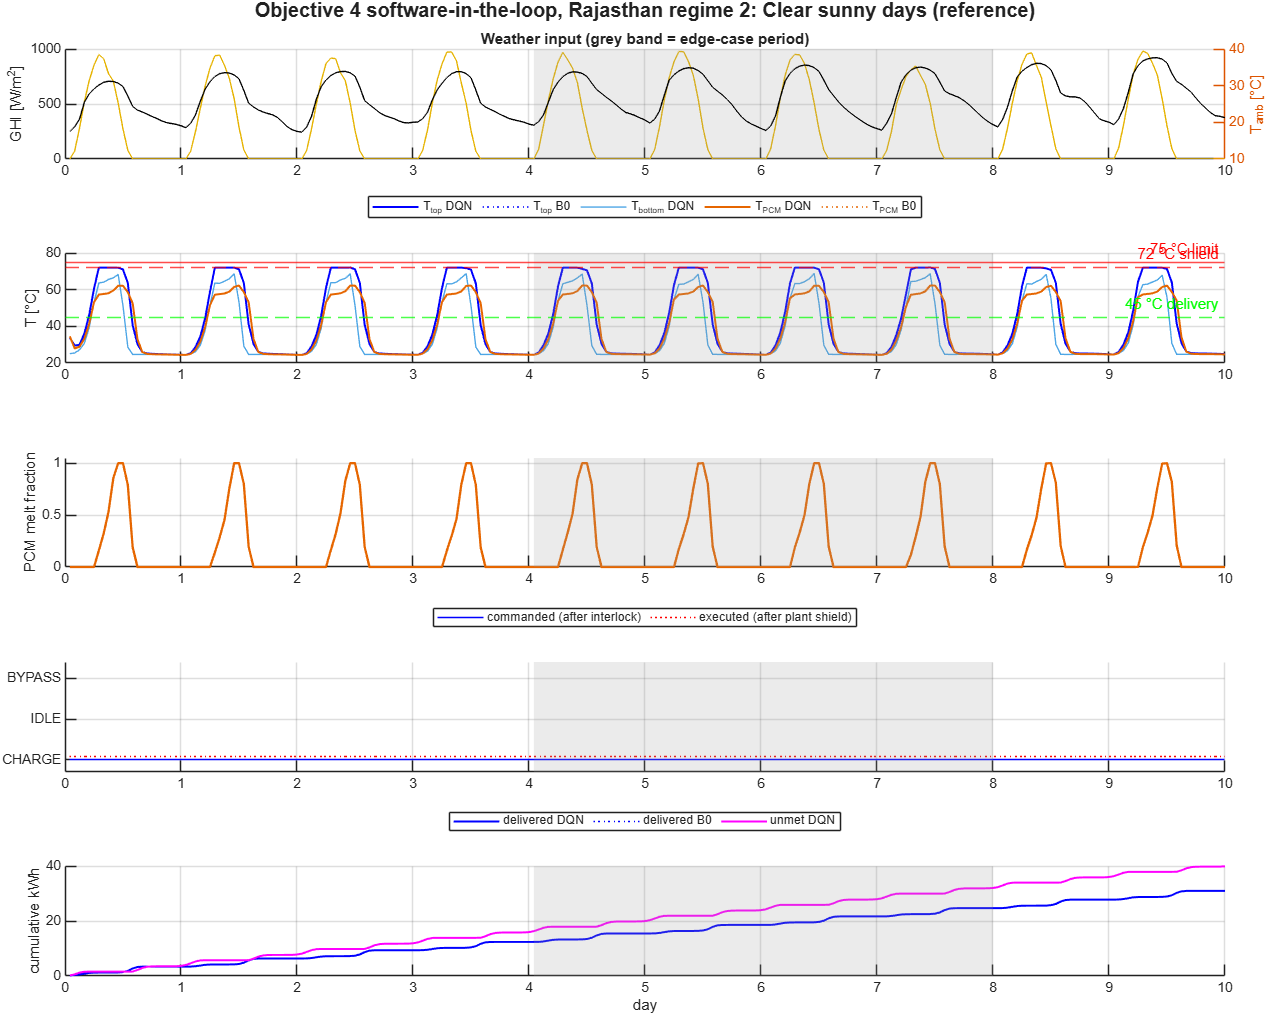 Objective 4 software-in-the-loop, Rajasthan regime 2: Clear sunny days (reference)
Weather input (grey band = edge-case period)
GHI [W/m²]
1000
500
0
40
30
20
10
T_amb [°C]
0 1 2 3 4 5 6 7 8 9 10
T_top DQN T_top B0 T_bottom DQN T_PCM DQN T_PCM B0
T [°C]
80
60
40
20
75 °C limit
72 °C shield
45 °C delivery
0 1 2 3 4 5 6 7 8 9 10
PCM melt fraction
1
0.5
0
0 1 2 3 4 5 6 7 8 9 10
commanded (after interlock) executed (after plant shield)
BYPASS
IDLE
CHARGE
0 1 2 3 4 5 6 7 8 9 10
delivered DQN delivered B0 unmet DQN
cumulative kWh
40
20
0
0 1 2 3 4 5 6 7 8 9 10
day